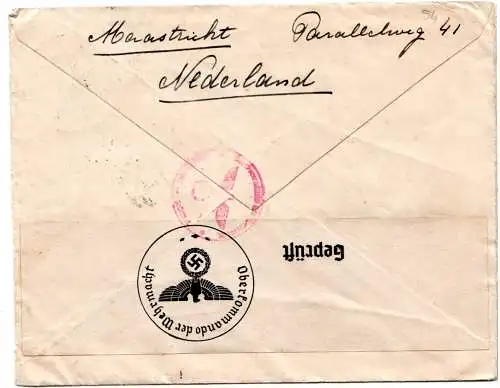 Maastricht Parallelweg 41
Nederland
Geprüft
Oberkommando der Wehrmacht